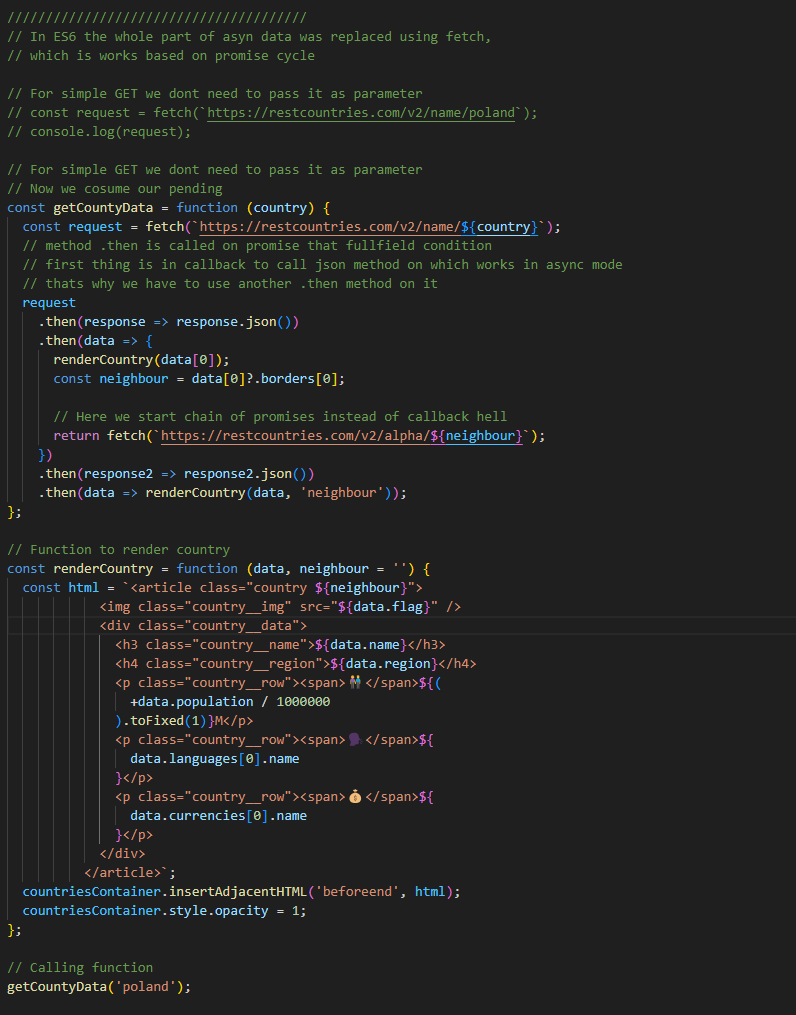 ///////////////////////////////////////
// In ES6 the whole part of asyn data was replaced using fetch,
// which is works based on promise cycle

// For simple GET we dont need to pass it as parameter
// const request = fetch(`https://restcountries.com/v2/name/poland`);
// console.log(request);

// For simple GET we dont need to pass it as parameter
// Now we cosume our pending
const getCountyData = function (country) {
  const request = fetch(`https://restcountries.com/v2/name/${country}`);
  // method .then is called on promise that fullfield condition
  // first thing is in callback to call json method on which works in async mode
  // thats why we have to use another .then method on it
  request
    .then(response => response.json())
    .then(data => {
      renderCountry(data[0]);
      const neighbour = data[0]?.borders[0];

      // Here we start chain of promises instead of callback hell
      return fetch(`https://restcountries.com/v2/alpha/${neighbour}`);
    })
    .then(response2 => response2.json())
    .then(data => renderCountry(data, 'neighbour'));
};

// Function to render country
const renderCountry = function (data, neighbour = '') {
  const html = `<article class="country ${neighbour}">
            <img class="country__img" src="${data.flag}" />
            <div class="country__data">
              <h3 class="country__name">${data.name}</h3>
              <h4 class="country__region">${data.region}</h4>
              <p class="country__row"><span>👫</span>${(
                +data.population / 1000000
              ).toFixed(1)}M</p>
              <p class="country__row"><span>🗣️</span>${
                data.languages[0].name
              }</p>
              <p class="country__row"><span>💰</span>${
                data.currencies[0].name
              }</p>
            </div>
          </article>`;
  countriesContainer.insertAdjacentHTML('beforeend', html);
  countriesContainer.style.opacity = 1;
};

// Calling function
getCountyData('poland');